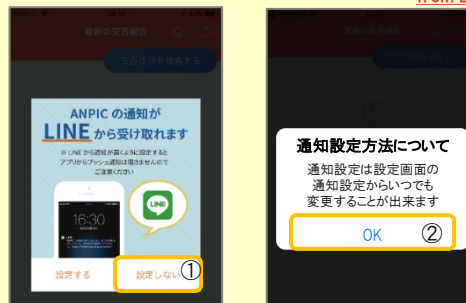 最新の安否報告
安否状況を報告する
ANPIC の通知が
LINE から受け取れます
※ LINE から通知が届くように設定すると
アプリからプッシュ通知は届きませんので
ご注意ください
16:30
LINE
設定する
設定しない①
通知設定方法について
通知設定は設定画面の
通知設定からいつでも
変更することが出来ます
OK ②